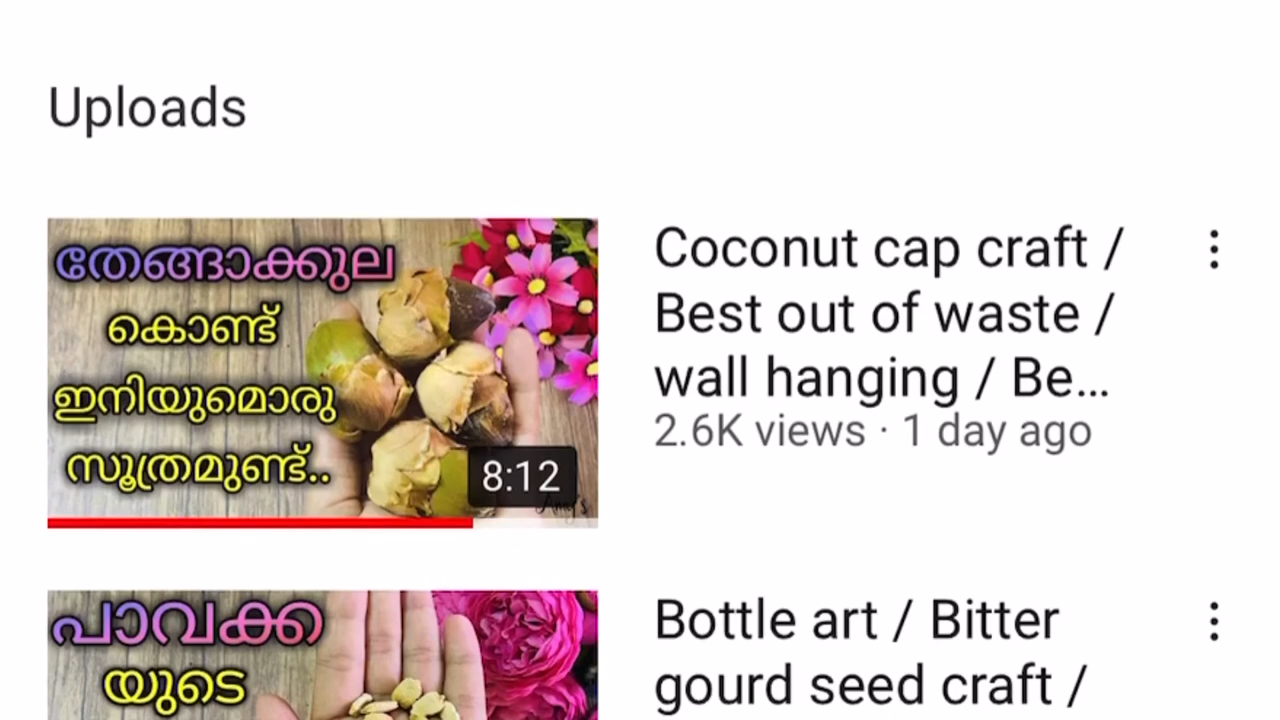 Uploads
തേങ്ങാക്കുല
കൊണ്ട്
ഇനിയുമൊരു
സൂത്രമുണ്ട്..
8:12
Amy's
Coconut cap craft /
Best out of waste /
wall hanging / Be...
2.6K views · 1 day ago
പാവക്ക
യുടെ
Bottle art / Bitter
gourd seed craft /